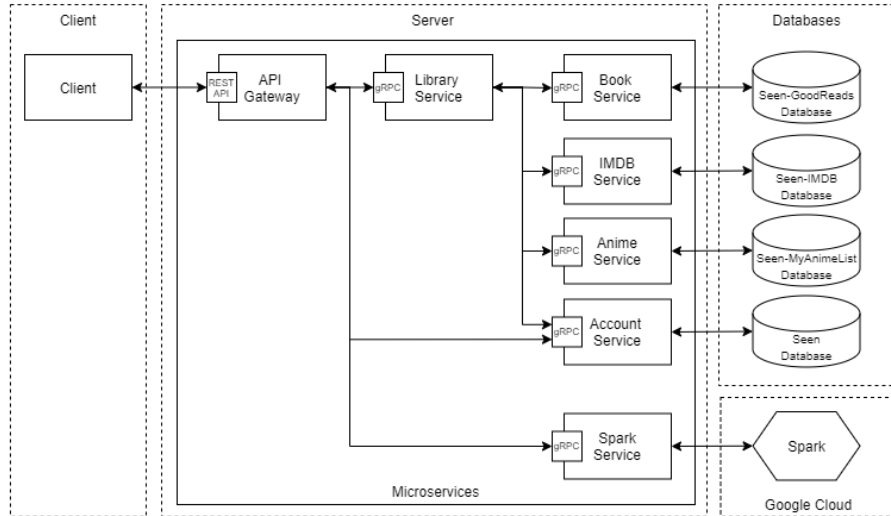 Client
Server
Databases
Client
REST
API
API
Gateway
gRPC
Library
Service
gRPC
Book
Service
Seen-GoodReads
Database
gRPC
IMDB
Service
Seen-IMDB
Database
gRPC
Anime
Service
Seen-MyAnimeList
Database
gRPC
Account
Service
Seen
Database
gRPC
Spark
Service
Spark
Microservices
Google Cloud